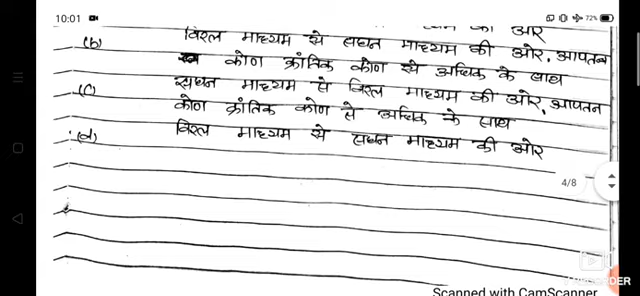 10:01
72%
की ओर
(b) विरल माध्यम से सघन माध्यम की ओर, आपतन
कोण क्रांतिक कोण से अधिक के साथ
(c) सघन माध्यम से विरल माध्यम की ओर, आपतन
कोण क्रांतिक कोण से अधिक के साथ
(d) विरल माध्यम से सघन माध्यम की ओर
4/8
Scanned with CamScanner